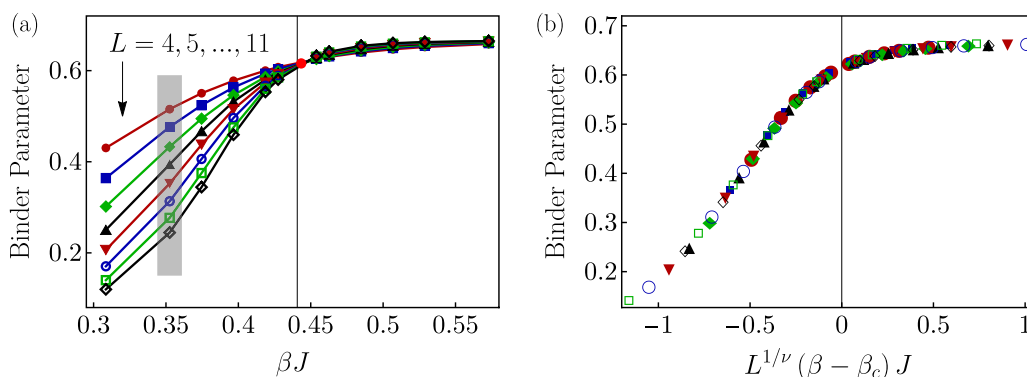 (a)
L = 4, 5, ..., 11
Binder Parameter
0.6
0.4
0.2
0.3 0.35 0.4 0.45 0.5 0.55
βJ
(b)
Binder Parameter
0.7
0.6
0.5
0.4
0.3
0.2
−1 −0.5 0 0.5 1
L^{1/ν} (β − β_c) J